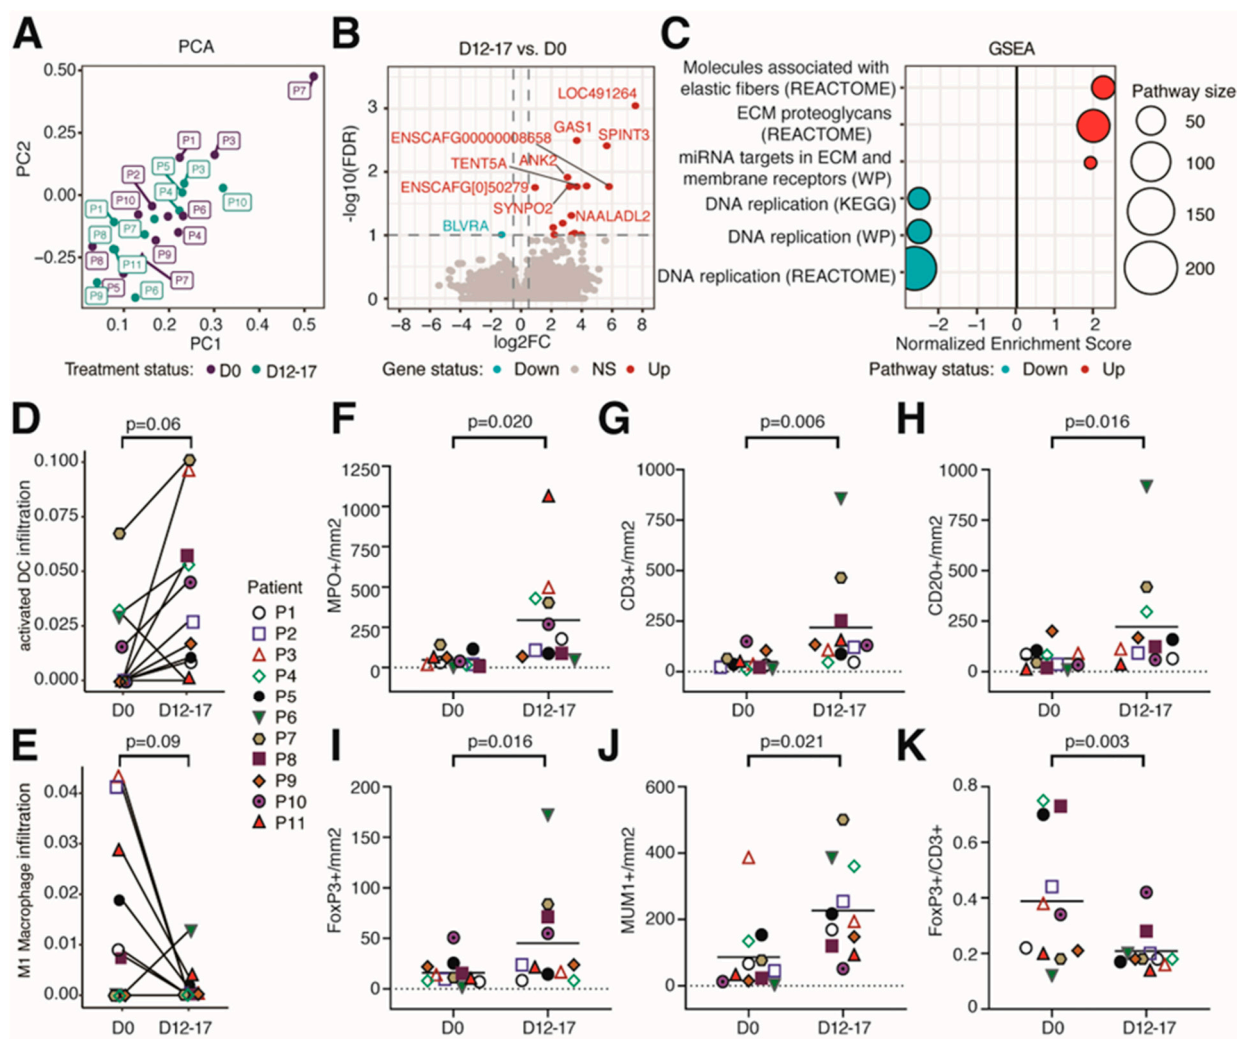 A
PCA
PC2
0.50
0.25
0.00
−0.25
P7
P1
P3
P5
P3
P2
P4
P10
P10
P1
P6
P7
P8
P4
P8
P9
P11
P7
P5
P9
P6
0.1
0.2
0.3
0.4
0.5
PC1
Treatment status: D0 D12-17
B
D12-17 vs. D0
-log10(FDR)
3
2
1
0
LOC491264
GAS1
SPINT3
ENSCAFG00000008658
TENT5A
ANK2
ENSCAFG[0]50279
SYNPO2
NAALADL2
BLVRA
−8 −6 −4 −2 0 2 4 6 8
log2FC
Gene status: Down NS Up
C
GSEA
Molecules associated with
elastic fibers (REACTOME)
ECM proteoglycans
(REACTOME)
miRNA targets in ECM and
membrane receptors (WP)
DNA replication (KEGG)
DNA replication (WP)
DNA replication (REACTOME)
−2 −1 0 1 2
Normalized Enrichment Score
Pathway size
50
100
150
200
Pathway status: Down Up
D
p=0.06
activated DC infiltration
0.100
0.075
0.050
0.025
0.000
D0 D12-17
Patient
P1
P2
P3
P4
P5
P6
P7
P8
P9
P10
P11
F
p=0.020
MPO+/mm2
1250
1000
750
500
250
0
D0 D12-17
G
p=0.006
CD3+/mm2
1000
750
500
250
0
D0 D12-17
H
p=0.016
CD20+/mm2
1000
750
500
250
0
D0 D12-17
E
p=0.09
M1 Macrophage infiltration
0.04
0.03
0.02
0.01
0.00
D0 D12-17
I
p=0.016
FoxP3+/mm2
200
150
100
50
0
D0 D12-17
J
p=0.021
MUM1+/mm2
600
400
200
0
D0 D12-17
K
p=0.003
FoxP3+/CD3+
0.8
0.6
0.4
0.2
0
D0 D12-17